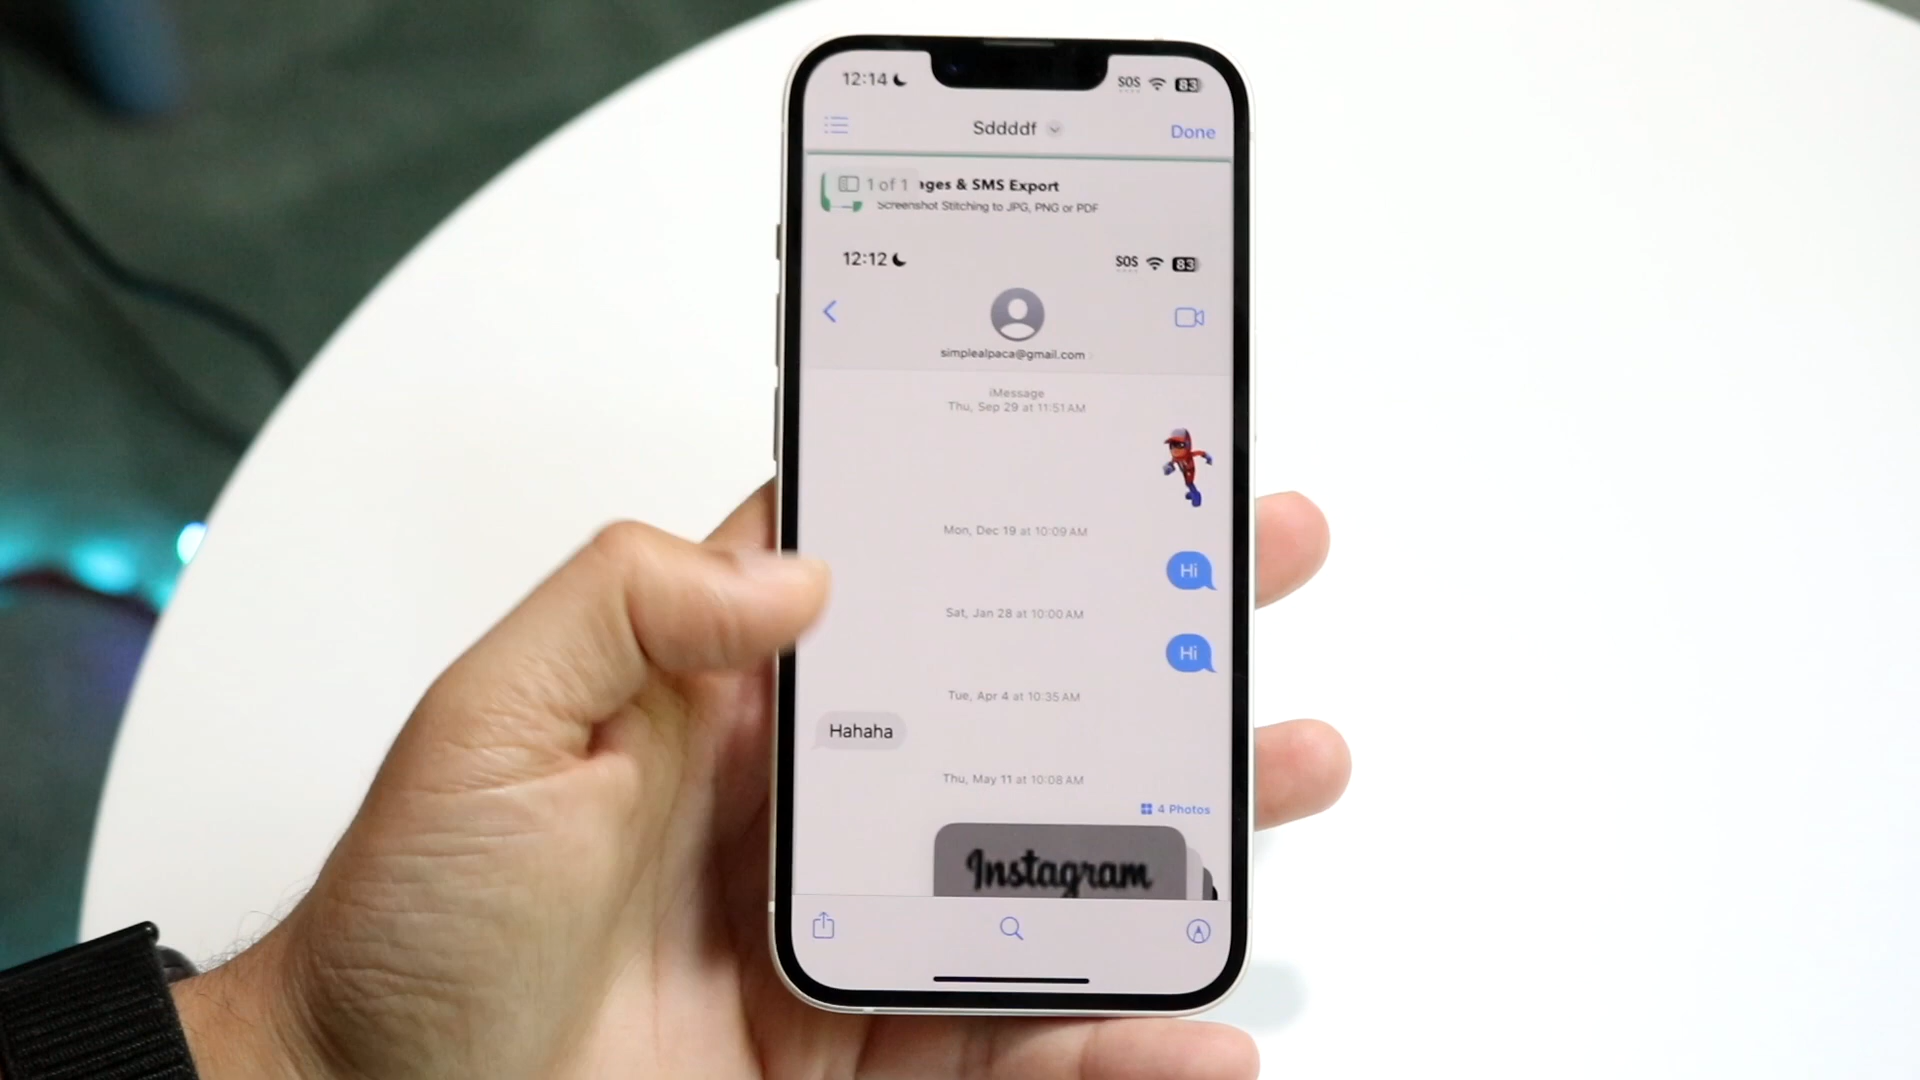 12:14 SOS 83
Sddddf Done
1 of 1 ages & SMS Export
Screenshot Stitching to JPG, PNG or PDF
12:12 SOS 83
simplealpaca@gmail.com
iMessage
Thu, Sep 29 at 11:51 AM
Mon, Dec 19 at 10:09 AM
Hi
Sat, Jan 28 at 10:00 AM
Hi
Tue, Apr 4 at 10:35 AM
Hahaha
Thu, May 11 at 10:08 AM
4 Photos
Instagram